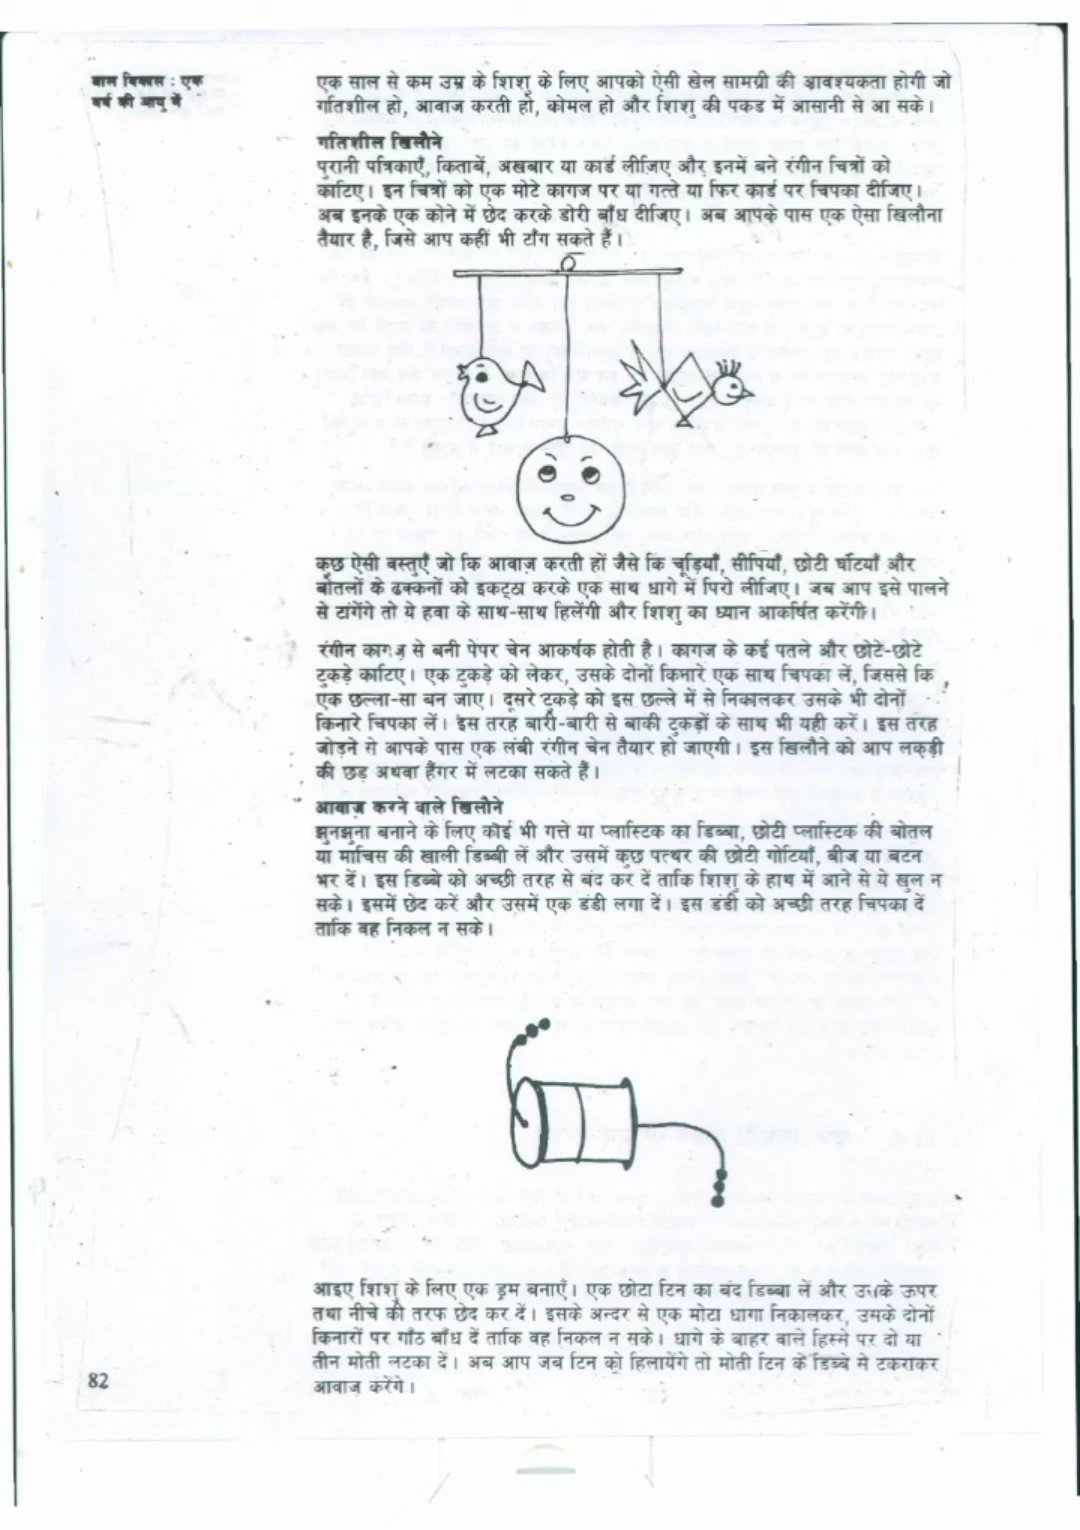 बाल विकास : एक
वर्ष की आयु में
एक साल से कम उम्र के शिशु के लिए आपको ऐसी खेल सामग्री की आवश्यकता होगी जो
गतिशील हो, आवाज करती हो, कोमल हो और शिशु की पकड में आसानी से आ सके।
गतिशील खिलौने
पुरानी पत्रिकाएँ, किताबें, अखबार या कार्ड लीजिए और इनमें बने रंगीन चित्रों को
काटिए। इन चित्रों को एक मोटे कागज पर या गत्ते या फिर कार्ड पर चिपका दीजिए।
अब इनके एक कोने में छेद करके डोरी बाँध दीजिए। अब आपके पास एक ऐसा खिलौना
तैयार है, जिसे आप कहीं भी टाँग सकते हैं।
कुछ ऐसी वस्तुएँ जो कि आवाज़ करती हों जैसे कि चूड़ियाँ, सीपियाँ, छोटी घंटियाँ और
बोतलों के ढक्कनों को इकट्ठा करके एक साथ धागे में पिरो लीजिए। जब आप इसे पालने
से टांगेंगे तो ये हवा के साथ-साथ हिलेंगी और शिशु का ध्यान आकर्षित करेंगी।
रंगीन कागज़ से बनी पेपर चेन आकर्षक होती है। कागज के कई पतले और छोटे-छोटे
टुकड़े काटिए। एक टुकड़े को लेकर, उसके दोनों किनारे एक साथ चिपका लें, जिससे कि
एक छल्ला-सा बन जाए। दूसरे टुकड़े को इस छल्ले में से निकालकर उसके भी दोनों
किनारे चिपका लें। इस तरह बारी-बारी से बाकी टुकड़ों के साथ भी यही करें। इस तरह
जोड़ने से आपके पास एक लंबी रंगीन चेन तैयार हो जाएगी। इस खिलौने को आप लकड़ी
की छड़ अथवा हैंगर में लटका सकते हैं।
आवाज़ करने वाले खिलौने
झुनझुना बनाने के लिए कोई भी गत्ते या प्लास्टिक का डिब्बा, छोटी प्लास्टिक की बोतल
या माचिस की खाली डिब्बी लें और उसमें कुछ पत्थर की छोटी गोटियाँ, बीज या बटन
भर दें। इस डिब्बे को अच्छी तरह से बंद कर दें ताकि शिशु के हाथ में आने से ये खुल न
सके। इसमें छेद करें और उसमें एक डंडी लगा दें। इस डंडी को अच्छी तरह चिपका दें
ताकि वह निकल न सके।
आइए शिशु के लिए एक ड्रम बनाएँ। एक छोटा टिन का बंद डिब्बा लें और उसके ऊपर
तथा नीचे की तरफ छेद कर दें। इसके अन्दर से एक मोटा धागा निकालकर, उसके दोनों
किनारों पर गाँठ बाँध दें ताकि वह निकल न सके। धागे के बाहर वाले हिस्से पर दो या
तीन मोती लटका दें। अब आप जब टिन को हिलायेंगे तो मोती टिन के डिब्बे से टकराकर
आवाज करेंगे।
82